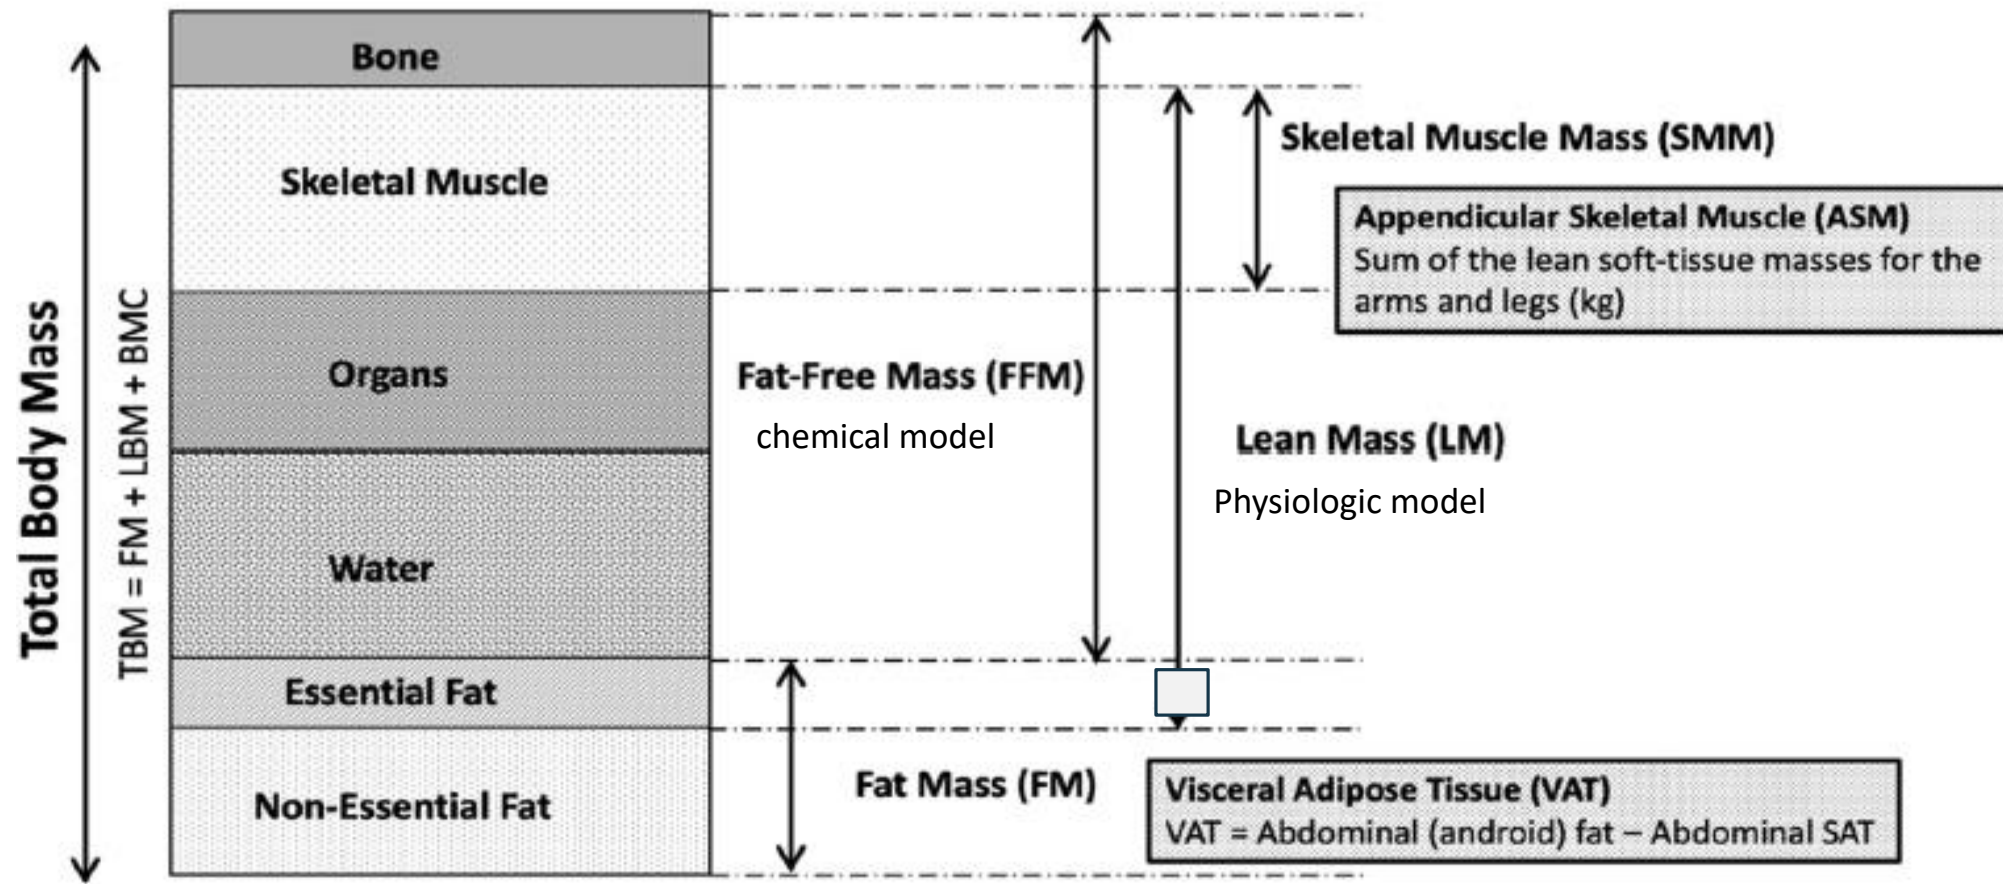 Total Body Mass
TBM = FM + LBM + BMC
Bone
Skeletal Muscle
Organs
Water
Essential Fat
Non-Essential Fat
Fat-Free Mass (FFM)
chemical model
Lean Mass (LM)
Physiologic model
Skeletal Muscle Mass (SMM)
Appendicular Skeletal Muscle (ASM)
Sum of the lean soft-tissue masses for the
arms and legs (kg)
Fat Mass (FM)
Visceral Adipose Tissue (VAT)
VAT = Abdominal (android) fat – Abdominal SAT